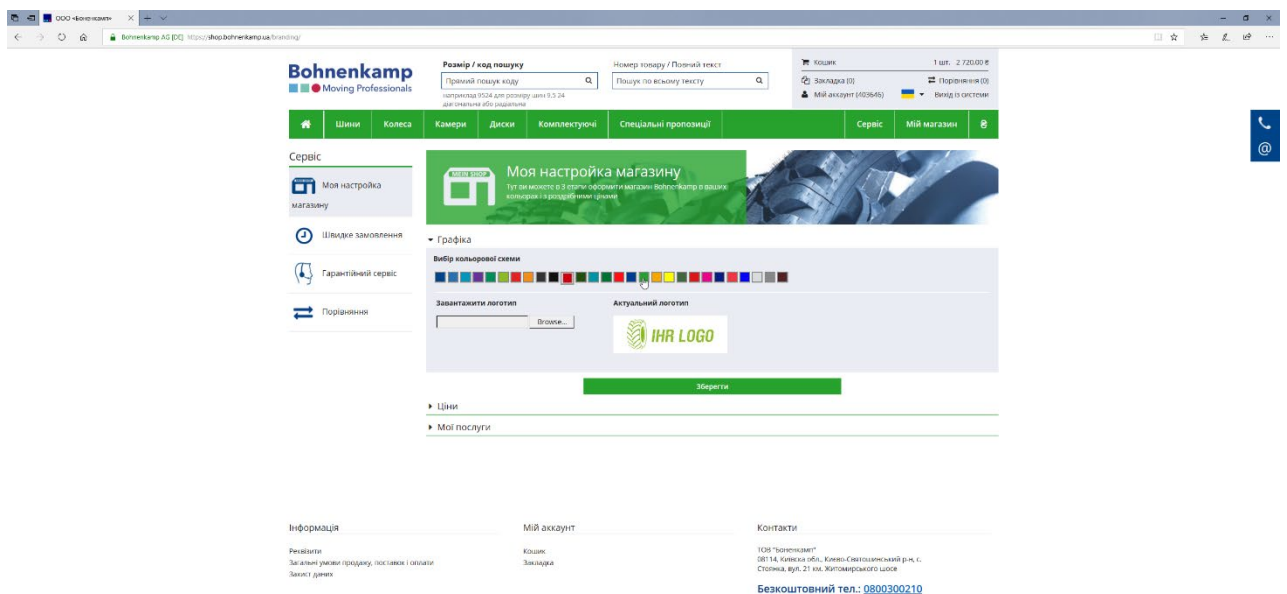 ООО «Боненкамп»
Bohnenkamp AG [DE] https://shop.bohnenkamp.ua/branding/
Bohnenkamp
Moving Professionals
Розмір / код пошуку
Прямий пошук коду
наприклад 9524 для розміру шин 9.5 24
діагональна або радіальна
Номер товару / Повний текст
Пошук по всьому тексту
Кошик 1 шт. 2 720.00 ₴
Закладка (0) Порівняння (0)
Мій аккаунт (403646) Вихід із системи
Шини Колеса Камери Диски Комплектуючі Спеціальні пропозиції Сервіс Мій магазин ₴
Сервіс
Моя настройка
магазину
Швидке замовлення
Гарантійний сервіс
Порівняння
MEIN SHOP
Моя настройка магазину
Тут ви можете в 3 етапи оформити магазин Bohnenkamp в ваших
кольорах і з роздрібними цінами
Графіка
Вибір кольорової схеми
Завантажити логотип
Browse...
Актуальний логотип
IHR LOGO
Зберегти
Ціни
Мої послуги
Інформація
Реквізити
Загальні умови продажу, поставок і оплати
Захист даних
Мій аккаунт
Кошик
Закладка
Контакти
ТОВ "Боненкамп"
08114, Київска обл., Києво-Святошинський р-н, с.
Стоянка, вул. 21 км. Житомирського шосе
Безкоштовний тел.: 0800300210